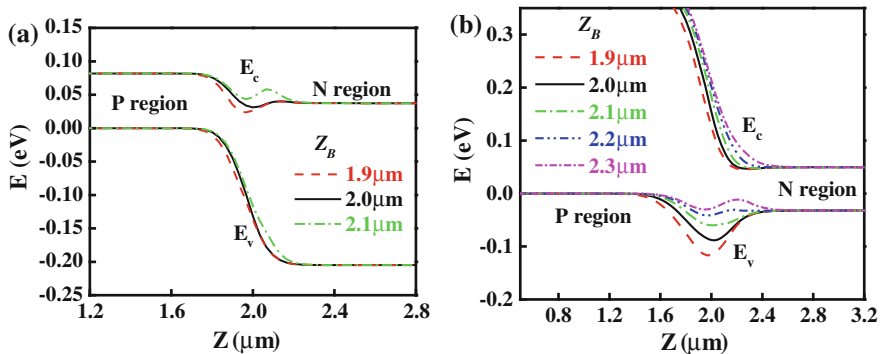 (a)
E (eV)
0.15
0.10
0.05
0.00
-0.05
-0.10
-0.15
-0.20
-0.25
E_c
P region
N region
Z_B
1.9μm
2.0μm
2.1μm
E_v
1.2
1.6
2.0
2.4
2.8
Z (μm)
(b)
E (eV)
0.3
0.2
0.1
0.0
-0.1
-0.2
Z_B
1.9μm
2.0μm
2.1μm
2.2μm
2.3μm
E_c
N region
P region
E_v
0.8
1.2
1.6
2.0
2.4
2.8
3.2
Z (μm)